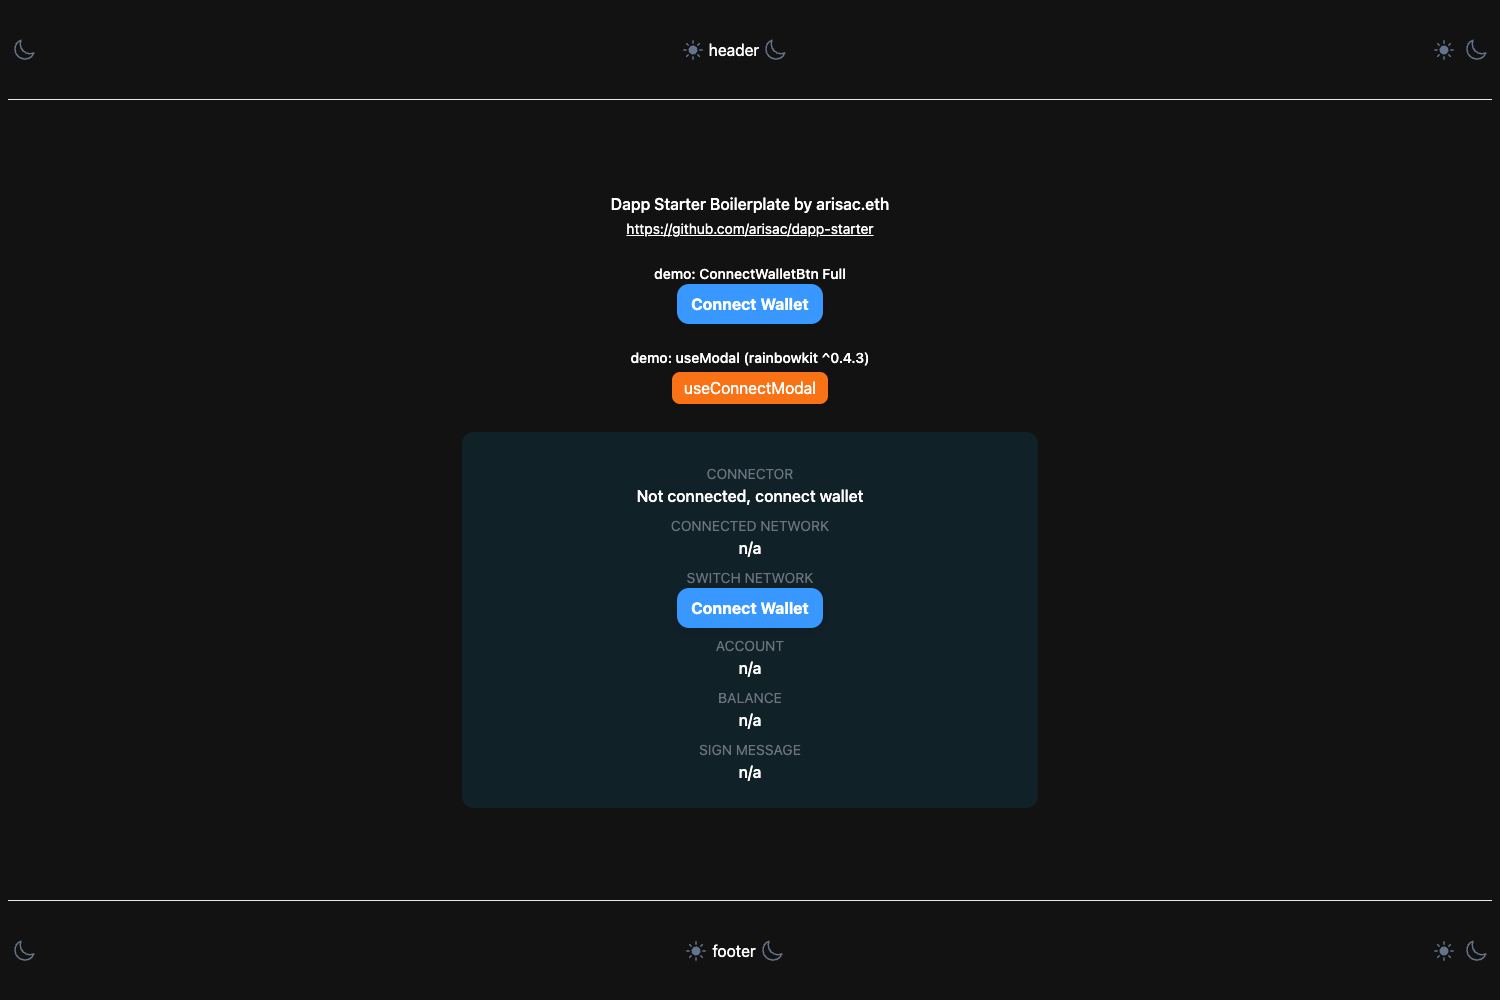 header
Dapp Starter Boilerplate by arisac.eth
https://github.com/arisac/dapp-starter
demo: ConnectWalletBtn Full
Connect Wallet
demo: useModal (rainbowkit ^0.4.3)
useConnectModal
CONNECTOR
Not connected, connect wallet
CONNECTED NETWORK
n/a
SWITCH NETWORK
Connect Wallet
ACCOUNT
n/a
BALANCE
n/a
SIGN MESSAGE
n/a
footer